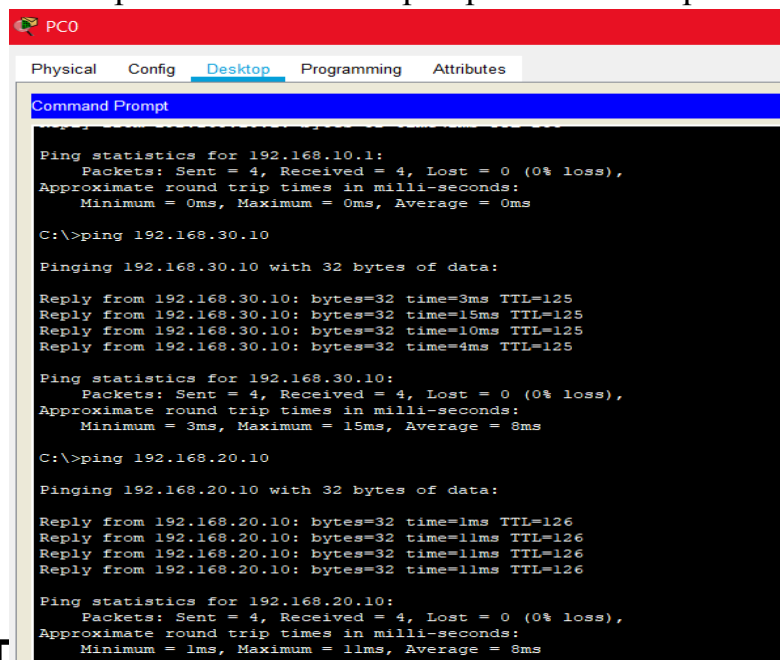 PC0
Physical Config Desktop Programming Attributes
Command Prompt
Ping statistics for 192.168.10.1:
Packets: Sent = 4, Received = 4, Lost = 0 (0% loss),
Approximate round trip times in milli-seconds:
Minimum = 0ms, Maximum = 0ms, Average = 0ms
C:\>ping 192.168.30.10
Pinging 192.168.30.10 with 32 bytes of data:
Reply from 192.168.30.10: bytes=32 time=3ms TTL=125
Reply from 192.168.30.10: bytes=32 time=15ms TTL=125
Reply from 192.168.30.10: bytes=32 time=10ms TTL=125
Reply from 192.168.30.10: bytes=32 time=4ms TTL=125
Ping statistics for 192.168.30.10:
Packets: Sent = 4, Received = 4, Lost = 0 (0% loss),
Approximate round trip times in milli-seconds:
Minimum = 3ms, Maximum = 15ms, Average = 8ms
C:\>ping 192.168.20.10
Pinging 192.168.20.10 with 32 bytes of data:
Reply from 192.168.20.10: bytes=32 time=1ms TTL=126
Reply from 192.168.20.10: bytes=32 time=11ms TTL=126
Reply from 192.168.20.10: bytes=32 time=11ms TTL=126
Reply from 192.168.20.10: bytes=32 time=11ms TTL=126
Ping statistics for 192.168.20.10:
Packets: Sent = 4, Received = 4, Lost = 0 (0% loss),
Approximate round trip times in milli-seconds:
Minimum = 1ms, Maximum = 11ms, Average = 8ms